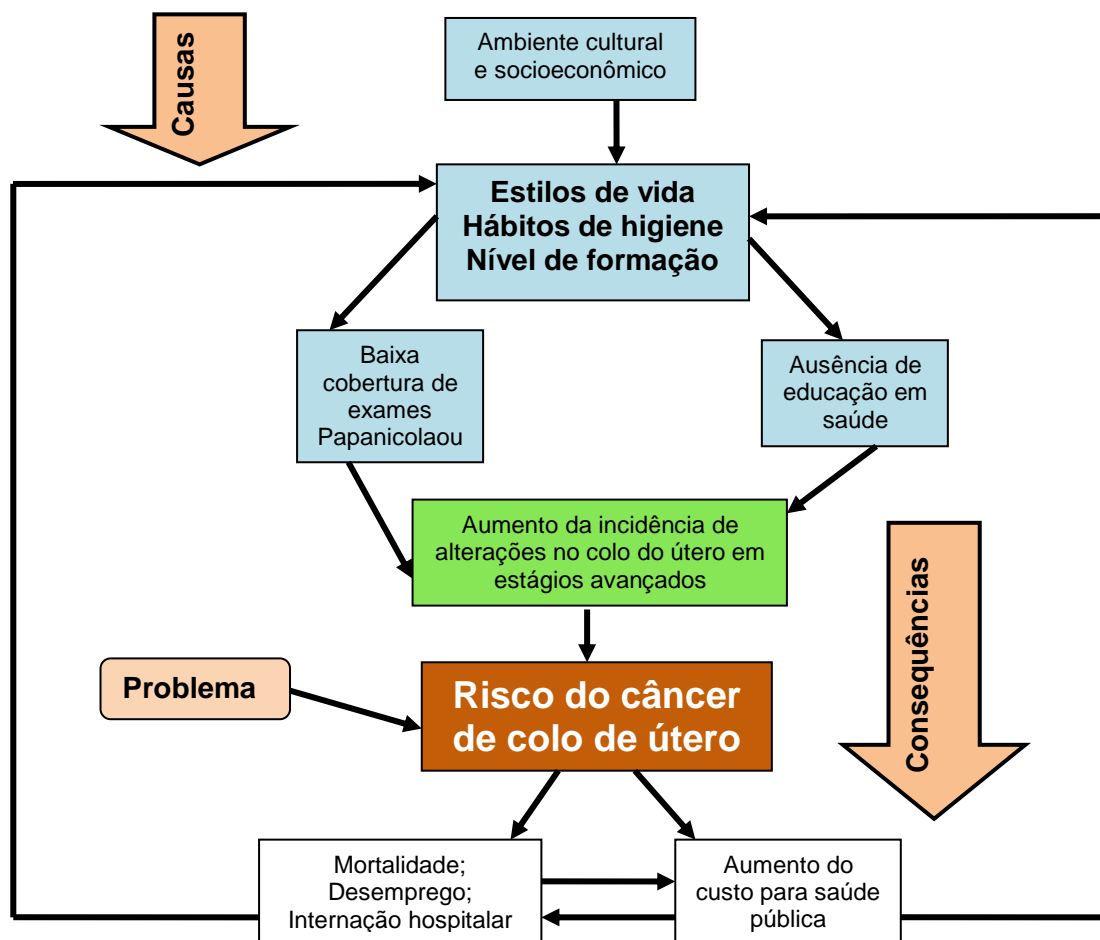 Causas
Ambiente cultural
e socioeconômico
Estilos de vida
Hábitos de higiene
Nível de formação
Baixa
cobertura de
exames
Papanicolaou
Ausência de
educação em
saúde
Aumento da incidência de
alterações no colo do útero em
estágios avançados
Consequências
Problema
Risco do câncer
de colo de útero
Mortalidade;
Desemprego;
Internação hospitalar
Aumento do
custo para saúde
pública